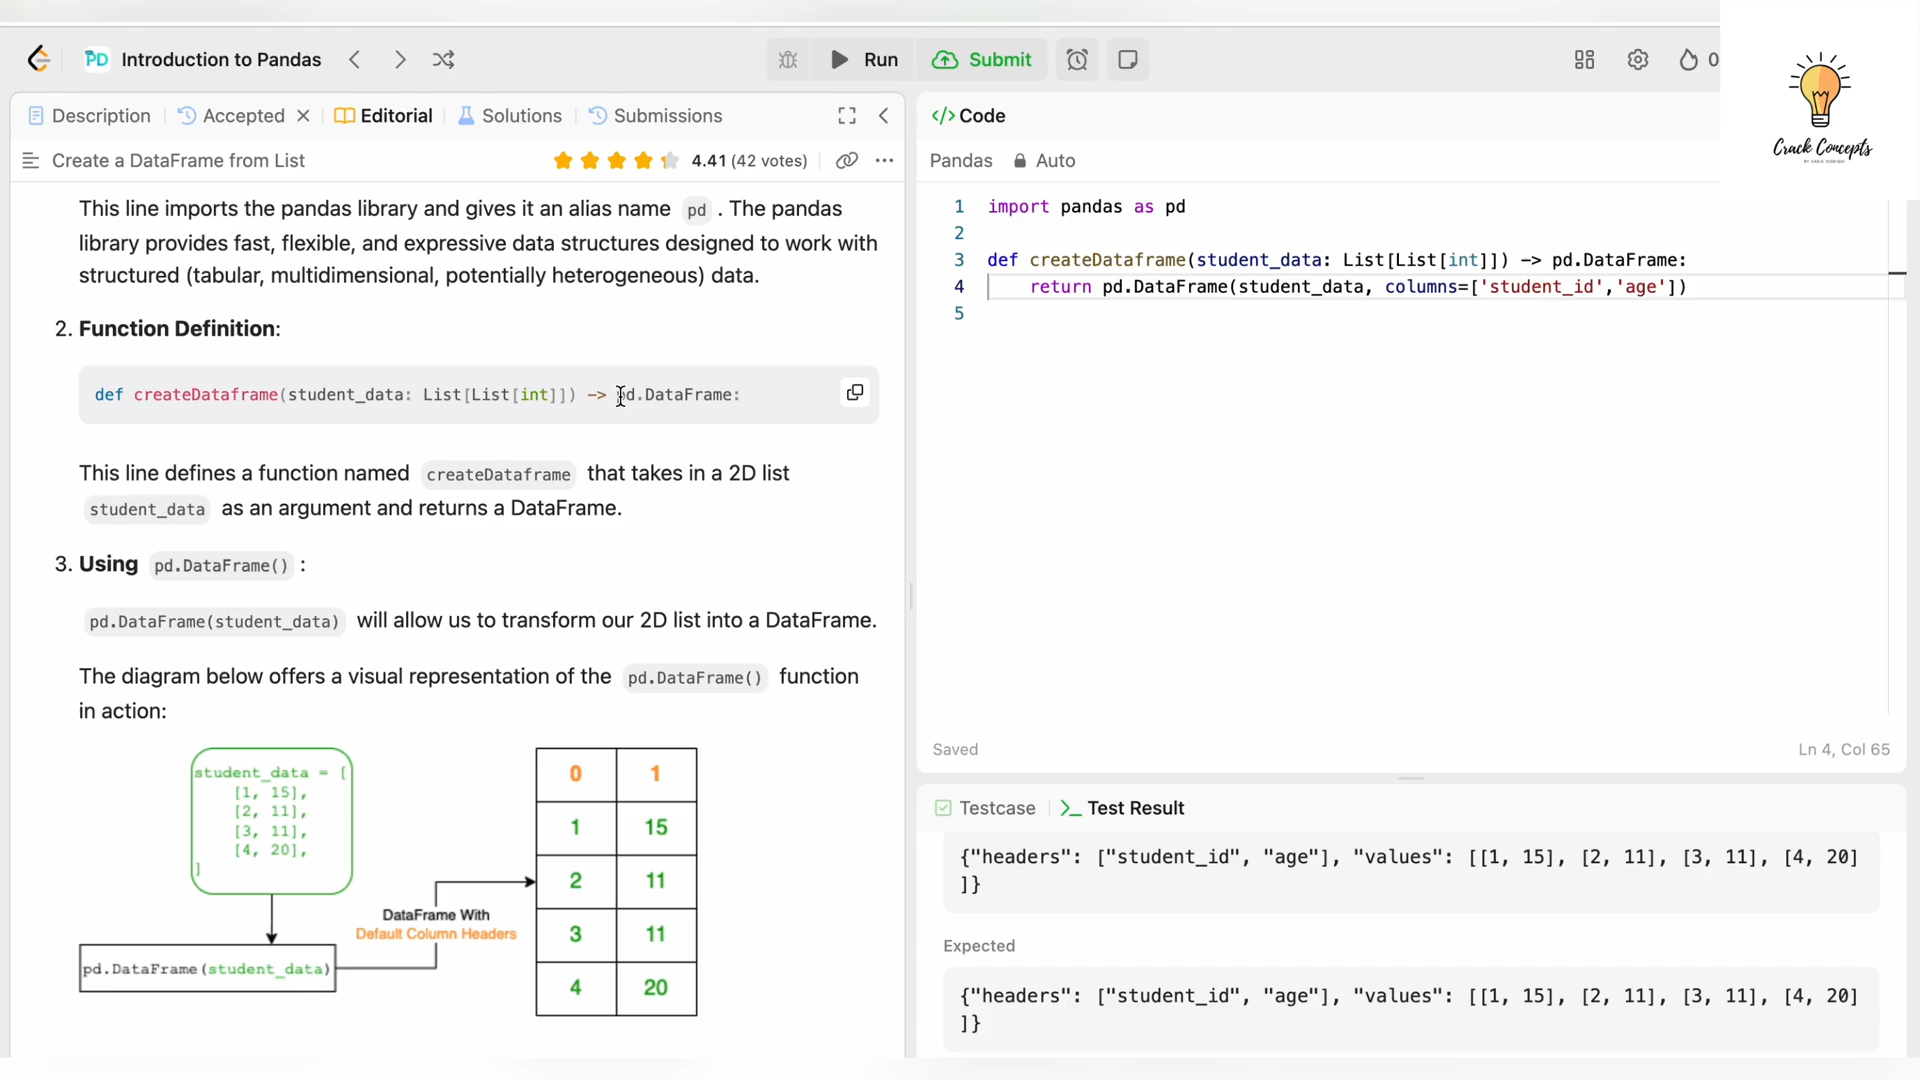 PD Introduction to Pandas
Run
Submit
0
Crack Concepts
BY SADIA SIDDIQUI
Description
Accepted
Editorial
Solutions
Submissions
Create a DataFrame from List
4.41 (42 votes)
This line imports the pandas library and gives it an alias name pd . The pandas
library provides fast, flexible, and expressive data structures designed to work with
structured (tabular, multidimensional, potentially heterogeneous) data.
2. Function Definition:
def createDataframe(student_data: List[List[int]]) -> pd.DataFrame:
This line defines a function named createDataframe that takes in a 2D list
student_data as an argument and returns a DataFrame.
3. Using pd.DataFrame() :
pd.DataFrame(student_data) will allow us to transform our 2D list into a DataFrame.
The diagram below offers a visual representation of the pd.DataFrame() function
in action:
student_data = [
[1, 15],
[2, 11],
[3, 11],
[4, 20],
]
pd.DataFrame(student_data)
DataFrame With
Default Column Headers
0 1
1 15
2 11
3 11
4 20
</> Code
Pandas Auto
1 import pandas as pd
2
3 def createDataframe(student_data: List[List[int]]) -> pd.DataFrame:
4 return pd.DataFrame(student_data, columns=['student_id','age'])
5
Saved
Ln 4, Col 65
Testcase
>_ Test Result
{"headers": ["student_id", "age"], "values": [[1, 15], [2, 11], [3, 11], [4, 20]
]}
Expected
{"headers": ["student_id", "age"], "values": [[1, 15], [2, 11], [3, 11], [4, 20]
]}